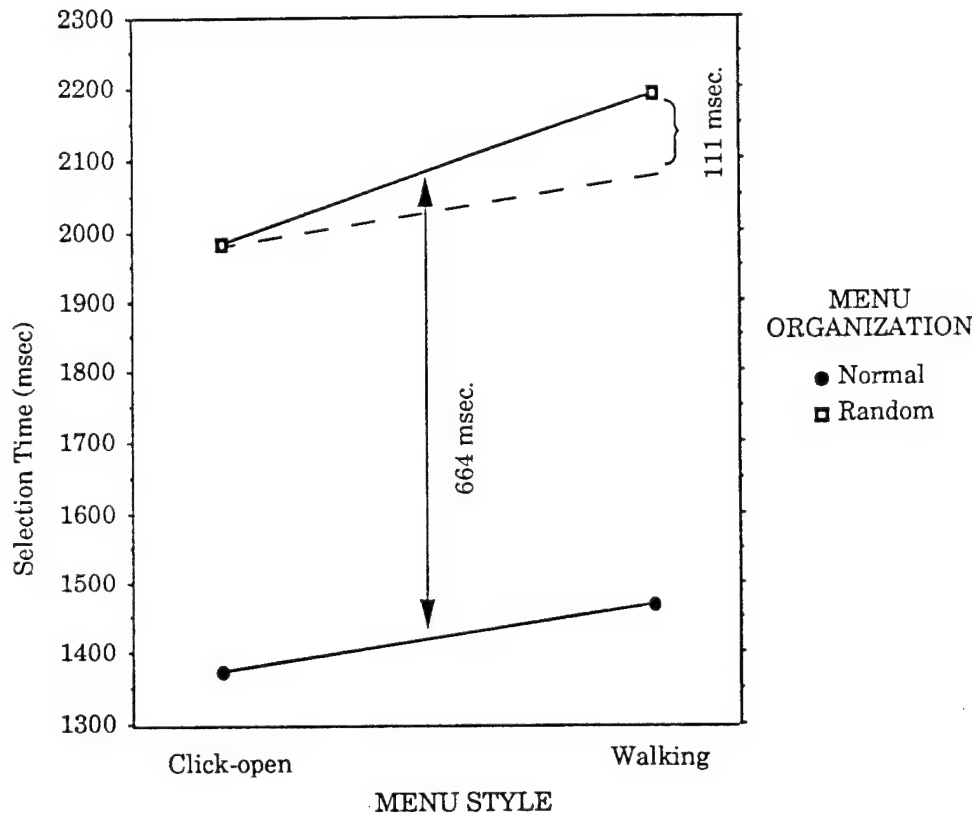 2300
2200
2100
2000
1900
1800
1700
1600
1500
1400
1300
Selection Time (msec)
111 msec.
664 msec.
MENU
ORGANIZATION
Normal
Random
Click-open
Walking
MENU STYLE